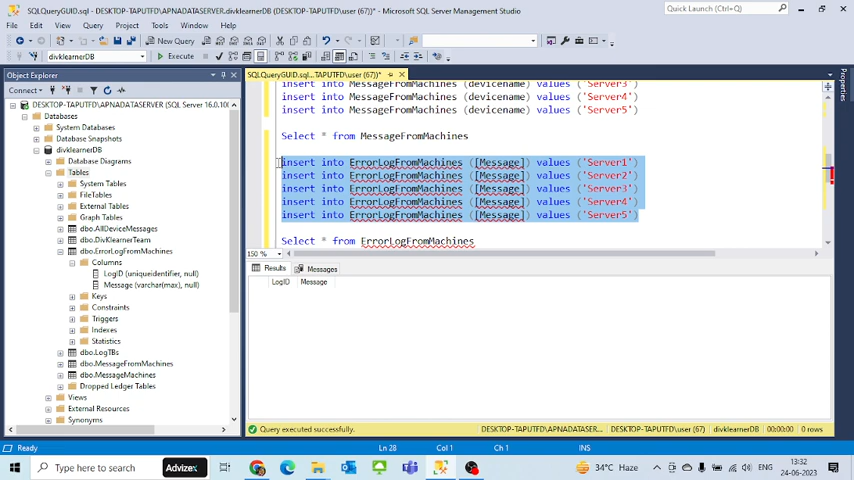 SQLQueryGUID.sql - DESKTOP-TAPUTFD\APNADATASERVER.divklearnerDB (DESKTOP-TAPUTFD\user (67))* - Microsoft SQL Server Management Studio
Quick Launch (Ctrl+Q)
File Edit View Query Project Tools Window Help
New Query
divklearnerDB Execute
Object Explorer
SQLQueryGUID.sql...TAPUTFD\user (67))*
Properties
Connect
DESKTOP-TAPUTFD\APNADATASERVER (SQL Server 16.0.10
Databases
System Databases
Database Snapshots
divklearnerDB
Database Diagrams
Tables
System Tables
FileTables
External Tables
Graph Tables
dbo.AllDeviceMessages
dbo.DivKlearnerTeam
dbo.ErrorLogFromMachines
Columns
LogID (uniqueidentifier, null)
Message (varchar(max), null)
Keys
Constraints
Triggers
Indexes
Statistics
dbo.LogTBs
dbo.MessageFromMachines
dbo.MessageMachines
Dropped Ledger Tables
Views
External Resources
Synonyms
insert into MessageFromMachines (devicename) values ('Server3')
insert into MessageFromMachines (devicename) values ('Server4')
insert into MessageFromMachines (devicename) values ('Server5')
Select * from MessageFromMachines
insert into ErrorLogFromMachines ([Message]) values ('Server1')
insert into ErrorLogFromMachines ([Message]) values ('Server2')
insert into ErrorLogFromMachines ([Message]) values ('Server3')
insert into ErrorLogFromMachines ([Message]) values ('Server4')
insert into ErrorLogFromMachines ([Message]) values ('Server5')
Select * from ErrorLogFromMachines
150 %
Results Messages
LogID Message
Query executed successfully. DESKTOP-TAPUTFD\APNADATASER... DESKTOP-TAPUTFD\user (67) divklearnerDB 00:00:00 0 rows
Ready Ln 28 Col 1 Ch 1 INS
Type here to search Advizex 34°C Haze ENG 13:32
24-06-2023